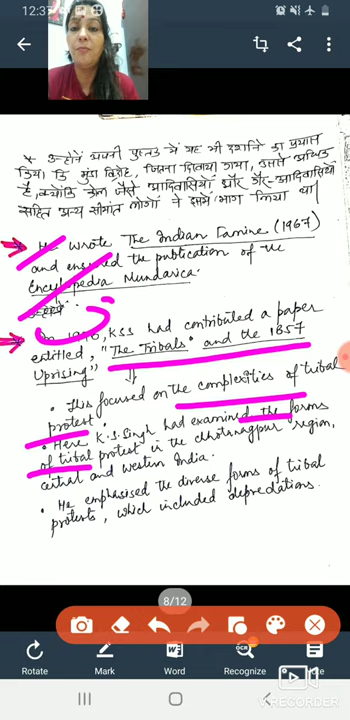 12:37
* उन्होंने अपनी पुस्तक में यह भी दर्शाने का प्रयास
किया कि मुंडा विद्रोह, जितना दिखाया गया, उससे अधिक
है, क्योंकि जैसे आदिवासियों और गैर-आदिवासियों
सहित अन्य सीमांत लोगों ने इसमें भाग लिया था
He wrote The Indian Famine (1967)
and ensured the publication of the
Encyclopedia Mundarica.
KSS had contributed a paper
entitled, "The Tribals" and the 1857
Uprising"
• This focused on the complexities of tribal
protest.
• Here K.S. Singh had examined the forms
of tribal protest in the Chhotanagpur region,
central and western India.
• He emphasised the diverse forms of tribal
protests, which included depredations.
8/12
Rotate
Mark
Word
Recognize
VRECORDER